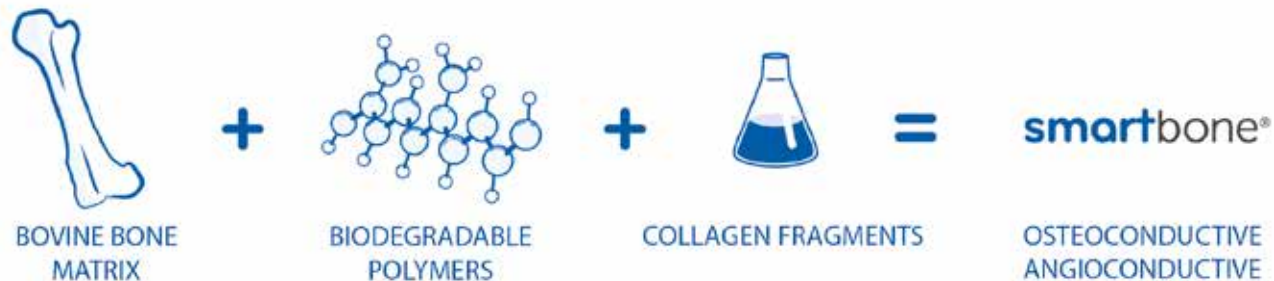 smartbone®
BOVINE BONE
MATRIX
BIODEGRADABLE
POLYMERS
COLLAGEN FRAGMENTS
OSTEOCONDUCTIVE
ANGIOCONDUCTIVE